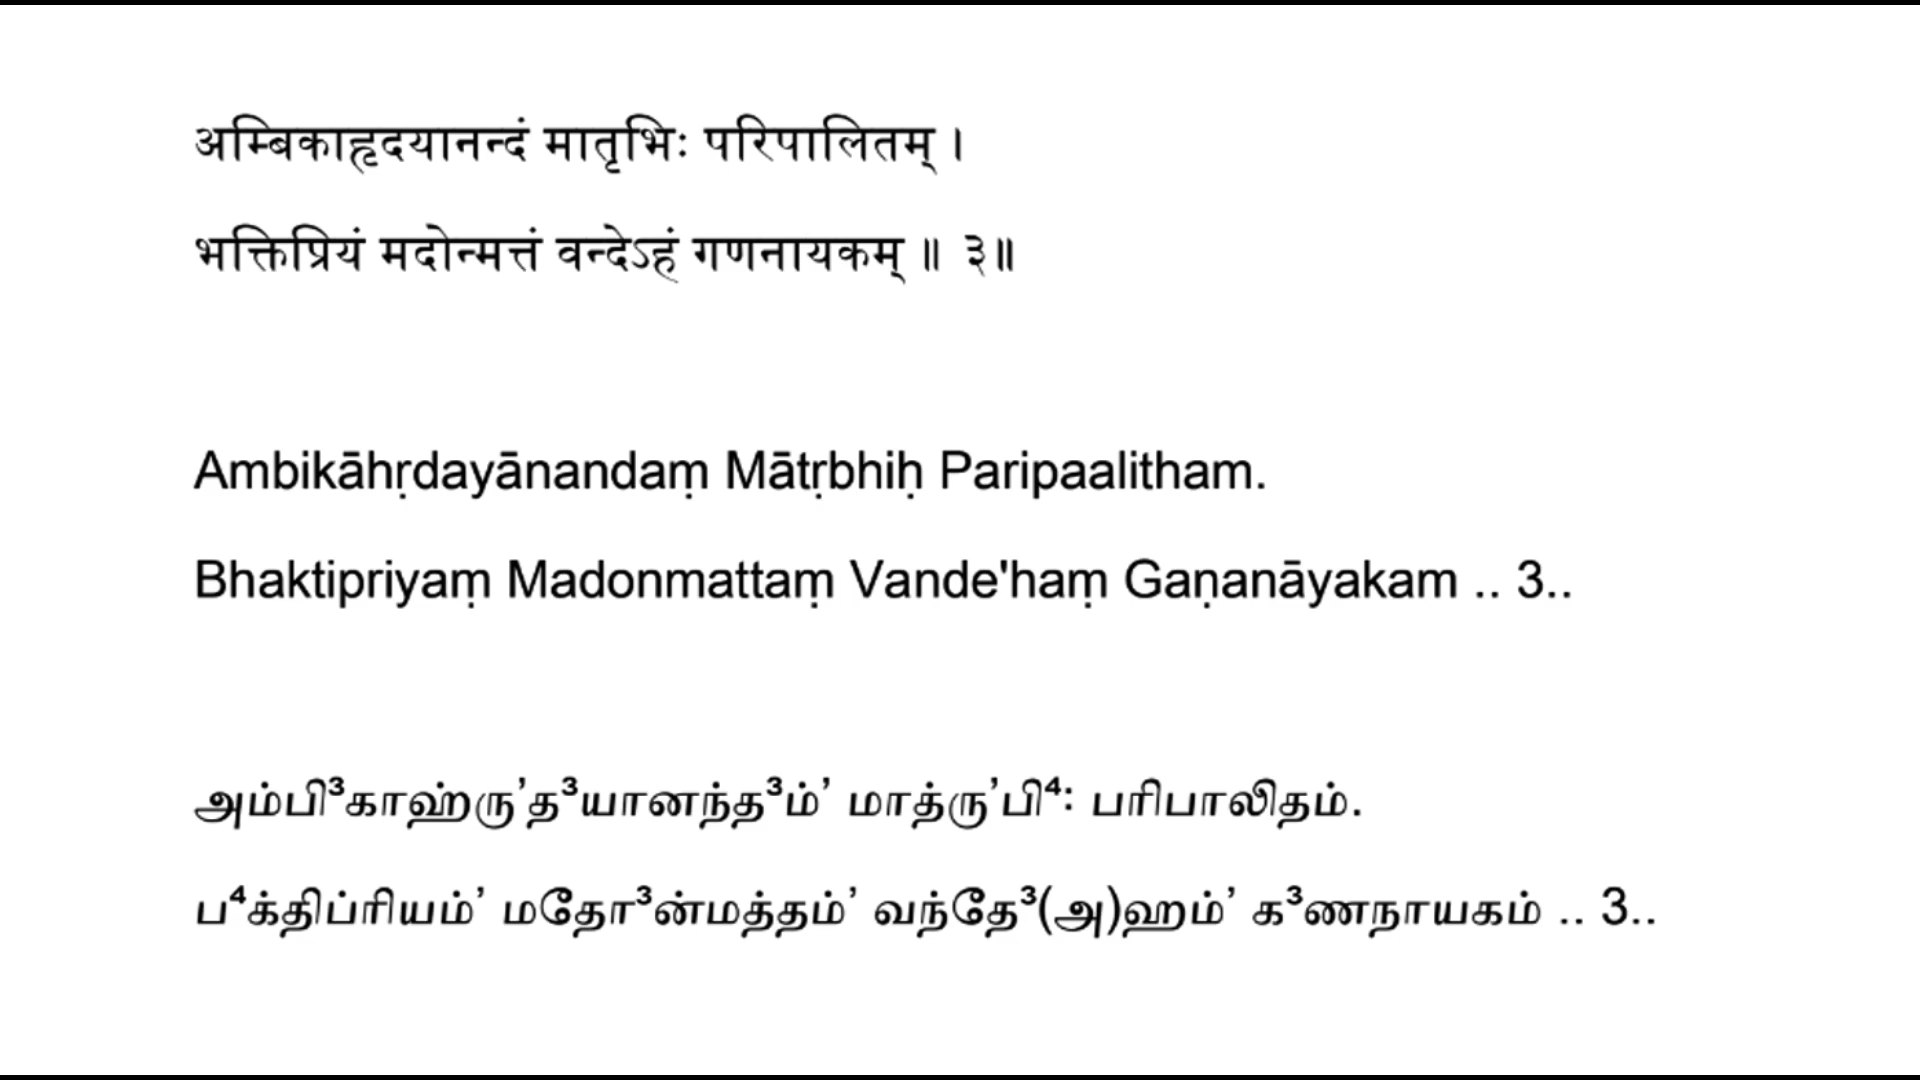 अम्बिकाहृदयानन्दं मातृभिः परिपालितम् ।
भक्तिप्रियं मदोन्मत्तं वन्देऽहं गणनायकम् ॥ ३॥
Ambikāhṛdayānandaṃ Mātṛbhiḥ Paripaalitham.
Bhaktipriyaṃ Madonmattaṃ Vande'haṃ Gaṇanāyakam .. 3..
அம்பி³காஹ்ரு’த³யானந்த³ம்’ மாத்ரு’பி⁴: பரிபாலிதம்.
ப⁴க்திப்ரியம்’ மதோ³ன்மத்தம்’ வந்தே³(அ)ஹம்’ க³ணநாயகம் .. 3..